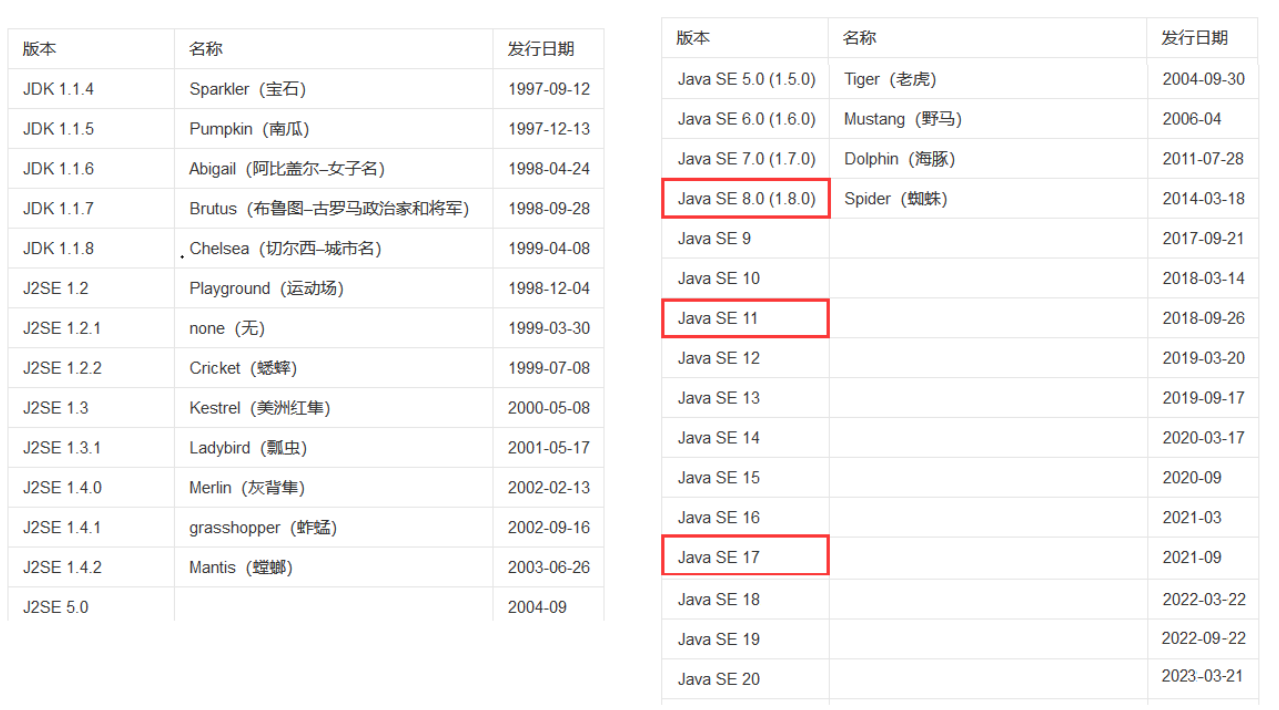 版本 名称 发行日期
JDK 1.1.4 Sparkler（宝石） 1997-09-12
JDK 1.1.5 Pumpkin（南瓜） 1997-12-13
JDK 1.1.6 Abigail（阿比盖尔–女子名） 1998-04-24
JDK 1.1.7 Brutus（布鲁图–古罗马政治家和将军） 1998-09-28
JDK 1.1.8 Chelsea（切尔西–城市名） 1999-04-08
J2SE 1.2 Playground（运动场） 1998-12-04
J2SE 1.2.1 none（无） 1999-03-30
J2SE 1.2.2 Cricket（蟋蟀） 1999-07-08
J2SE 1.3 Kestrel（美洲红隼） 2000-05-08
J2SE 1.3.1 Ladybird（瓢虫） 2001-05-17
J2SE 1.4.0 Merlin（灰背隼） 2002-02-13
J2SE 1.4.1 grasshopper（蚱蜢） 2002-09-16
J2SE 1.4.2 Mantis（螳螂） 2003-06-26
J2SE 5.0 2004-09
版本 名称 发行日期
Java SE 5.0 (1.5.0) Tiger（老虎） 2004-09-30
Java SE 6.0 (1.6.0) Mustang（野马） 2006-04
Java SE 7.0 (1.7.0) Dolphin（海豚） 2011-07-28
Java SE 8.0 (1.8.0) Spider（蜘蛛） 2014-03-18
Java SE 9 2017-09-21
Java SE 10 2018-03-14
Java SE 11 2018-09-26
Java SE 12 2019-03-20
Java SE 13 2019-09-17
Java SE 14 2020-03-17
Java SE 15 2020-09
Java SE 16 2021-03
Java SE 17 2021-09
Java SE 18 2022-03-22
Java SE 19 2022-09-22
Java SE 20 2023-03-21